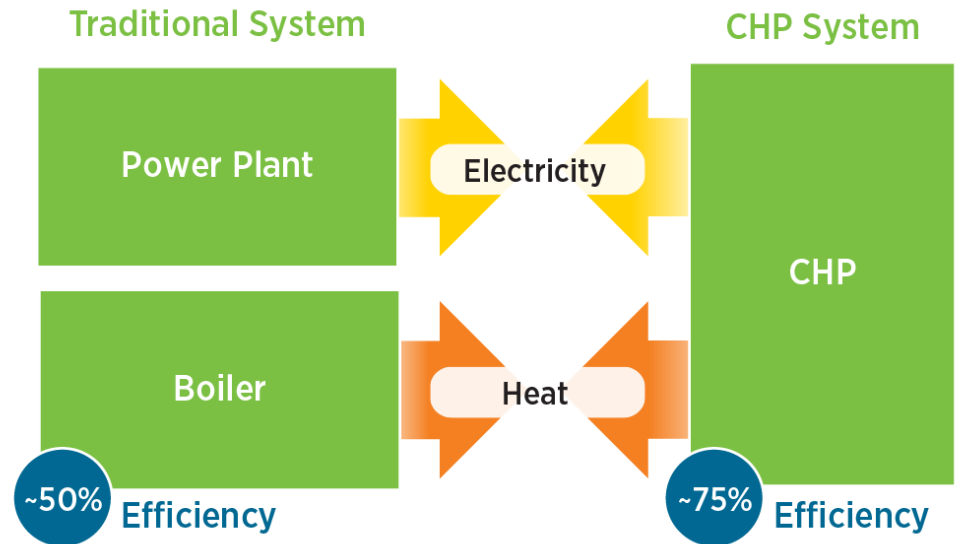 Traditional System
CHP System
Power Plant
Electricity
CHP
Boiler
Heat
~50%
Efficiency
~75%
Efficiency